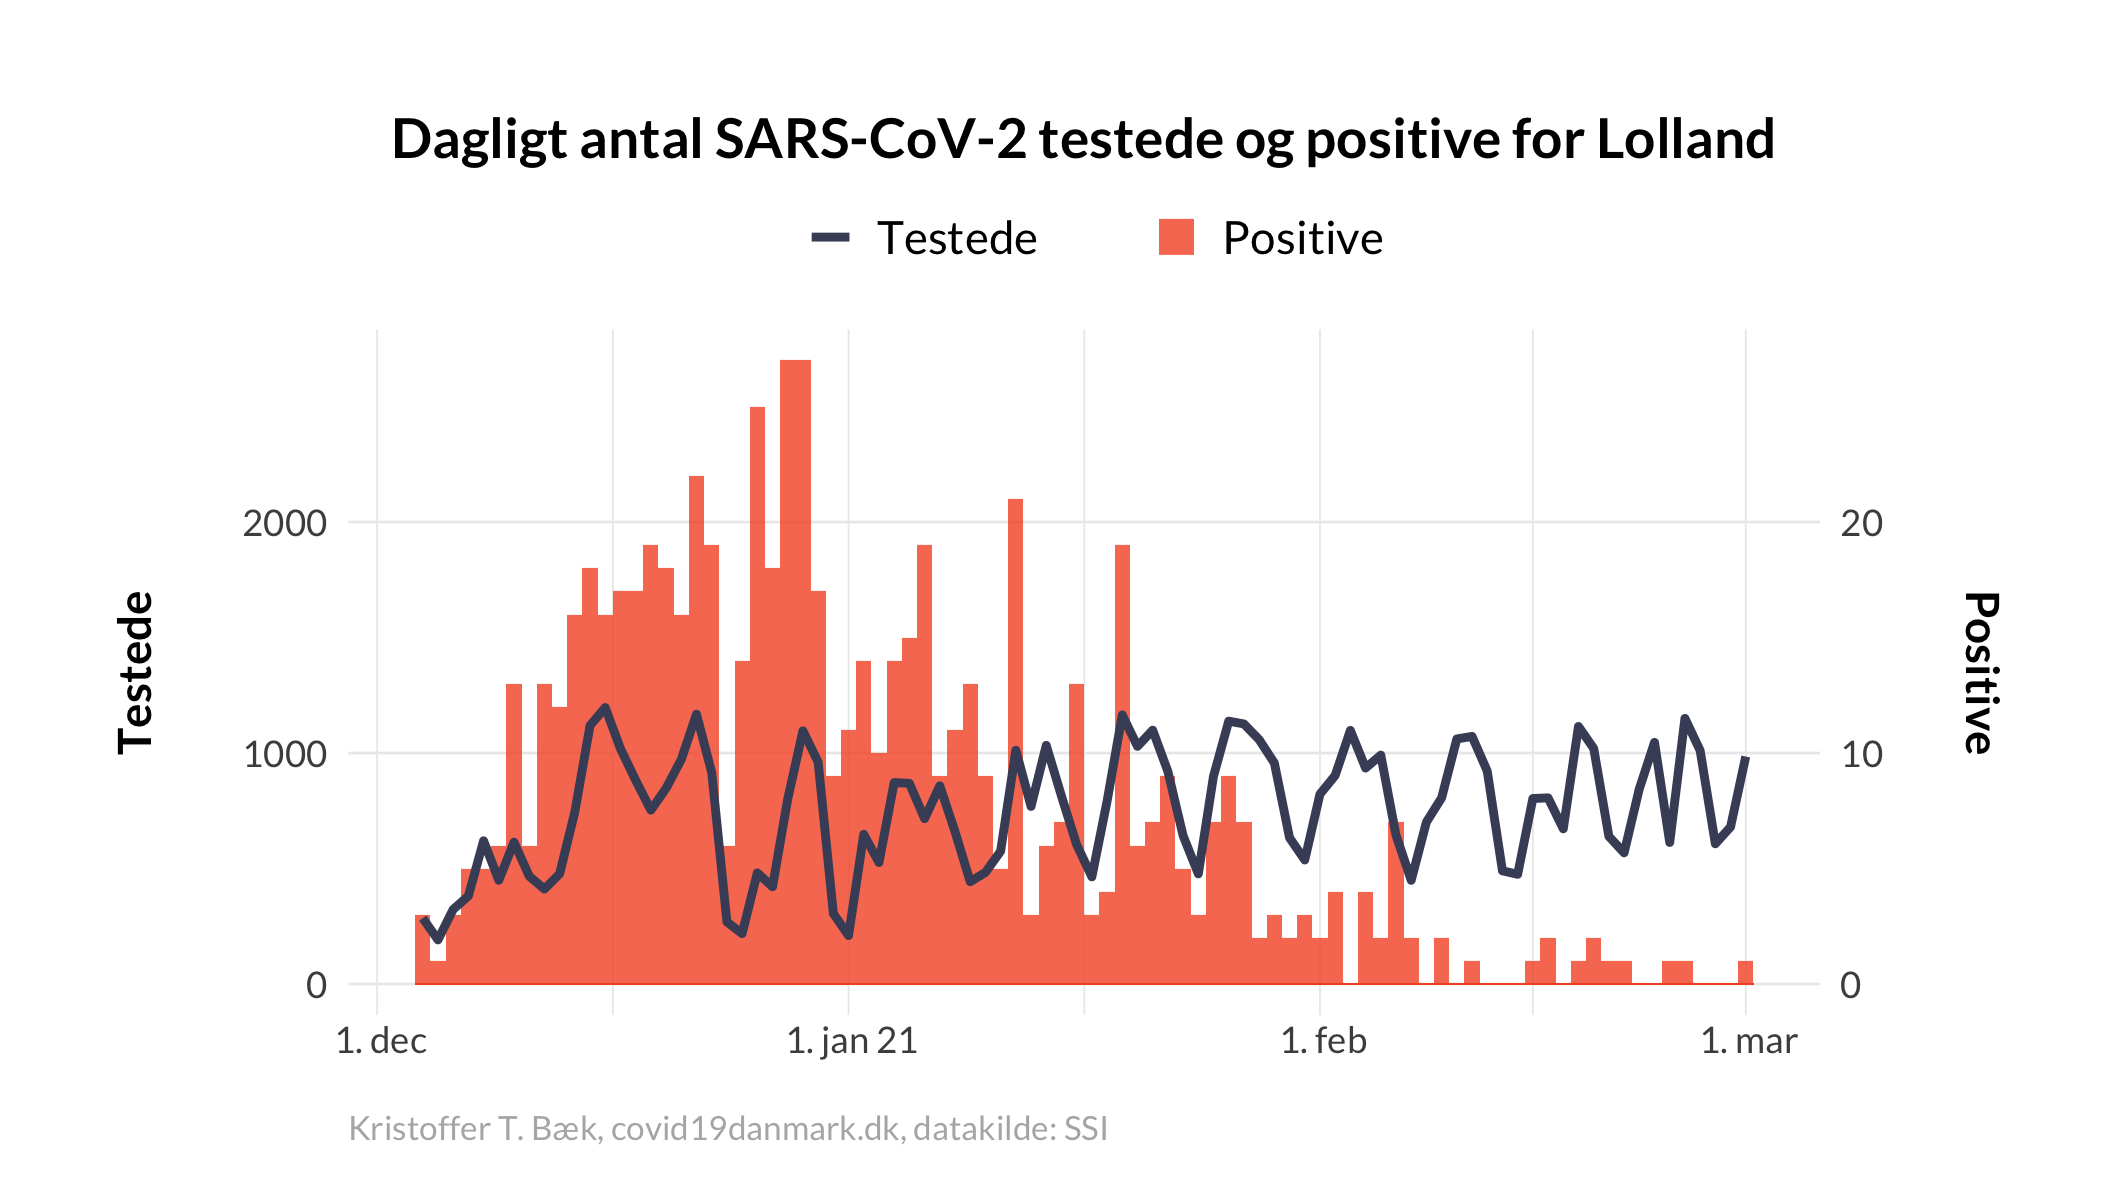 Dagligt antal SARS-CoV-2 testede og positive for Lolland
Testede
Positive
2000
1000
0
20
10
0
Testede
Positive
1. dec
1. jan 21
1. feb
1. mar
Kristoffer T. Bæk, covid19danmark.dk, datakilde: SSI